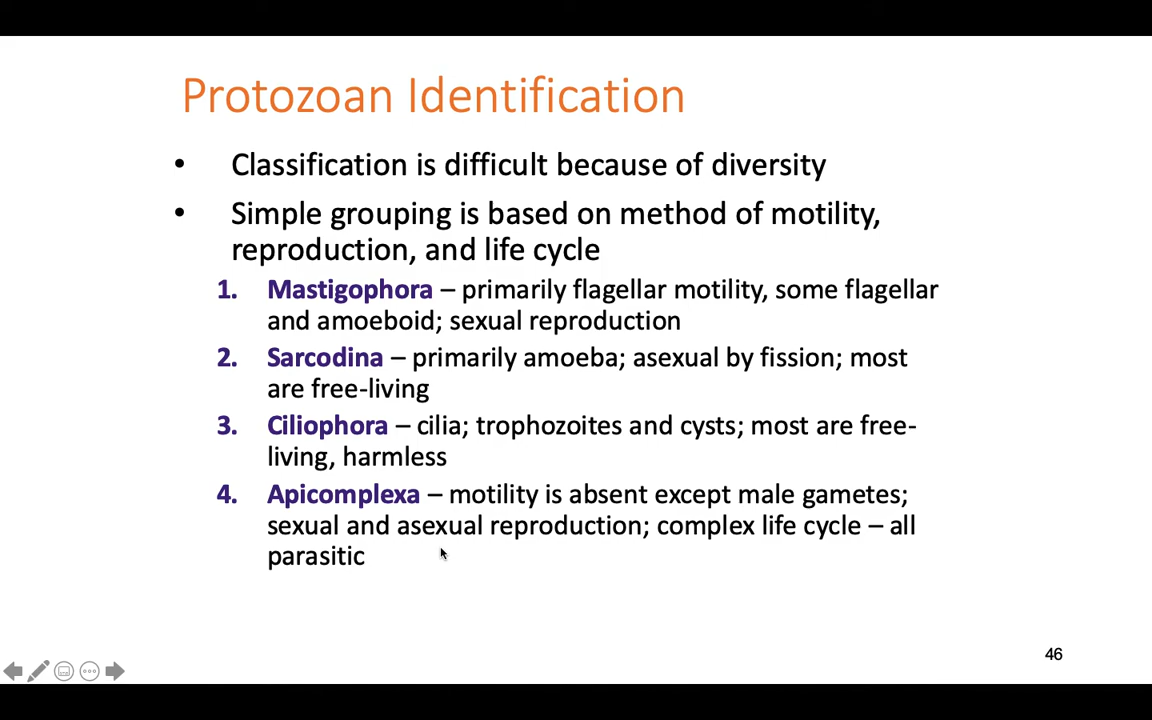 Protozoan Identification
• Classification is difficult because of diversity
• Simple grouping is based on method of motility,
reproduction, and life cycle
1. Mastigophora – primarily flagellar motility, some flagellar
and amoeboid; sexual reproduction
2. Sarcodina – primarily amoeba; asexual by fission; most
are free-living
3. Ciliophora – cilia; trophozoites and cysts; most are free-
living, harmless
4. Apicomplexa – motility is absent except male gametes;
sexual and asexual reproduction; complex life cycle – all
parasitic
46